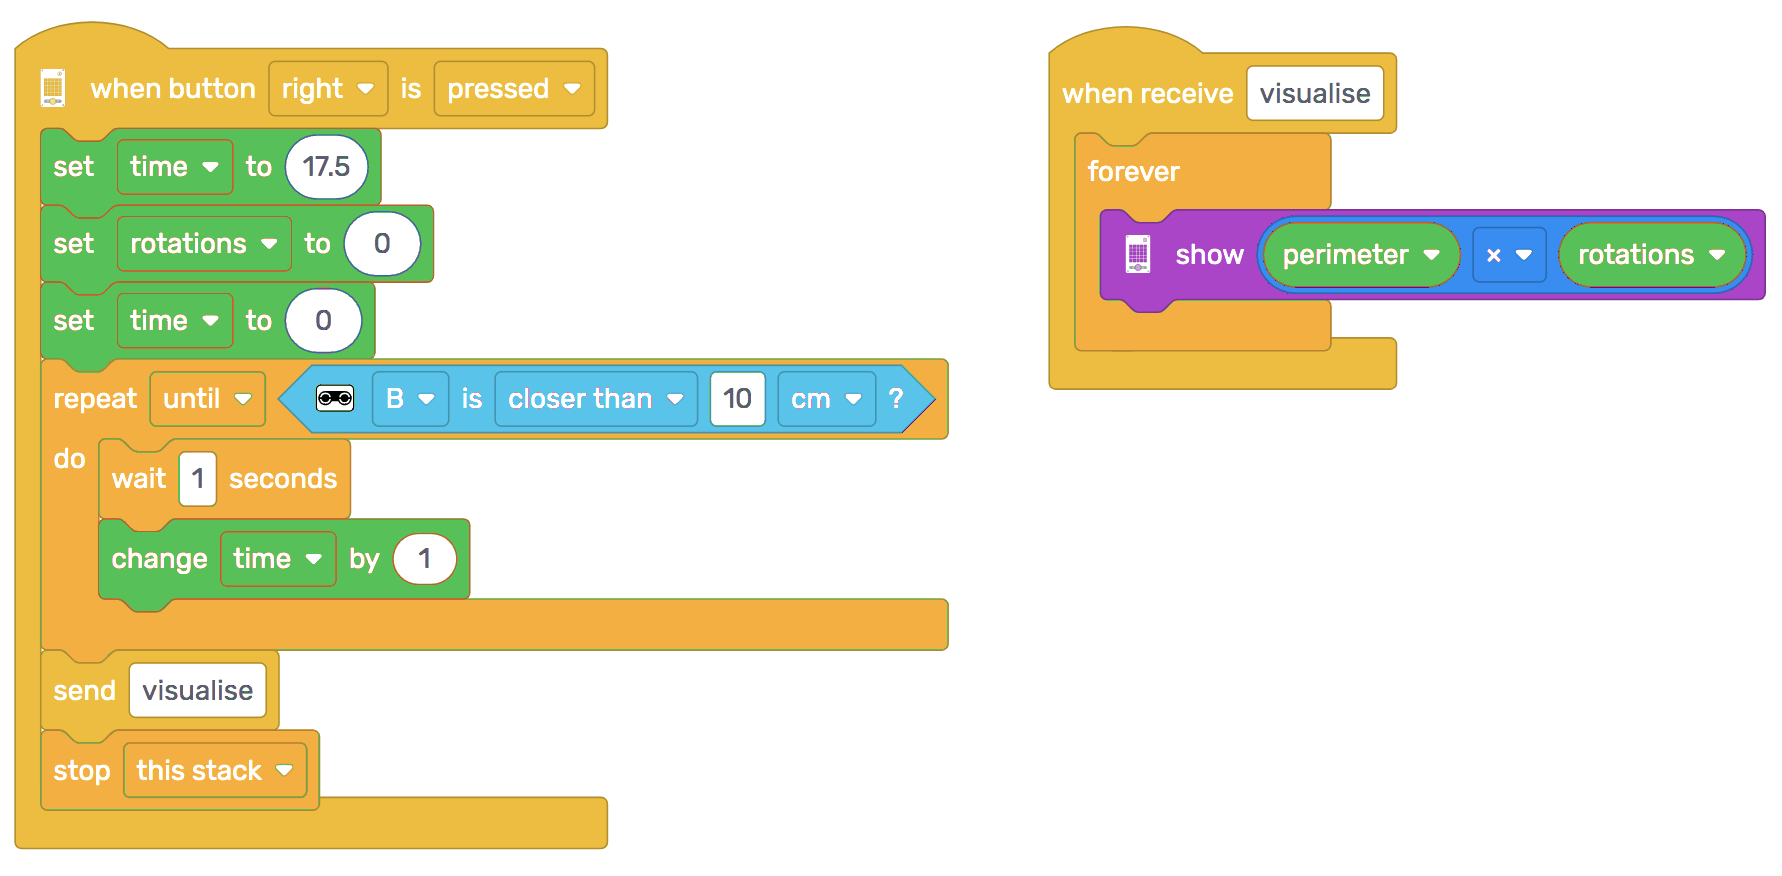 when button right is pressed
set time to 17.5
set rotations to 0
set time to 0
repeat until B is closer than 10 cm ?
do
wait 1 seconds
change time by 1
send visualise
stop this stack
when receive visualise
forever
show perimeter × rotations